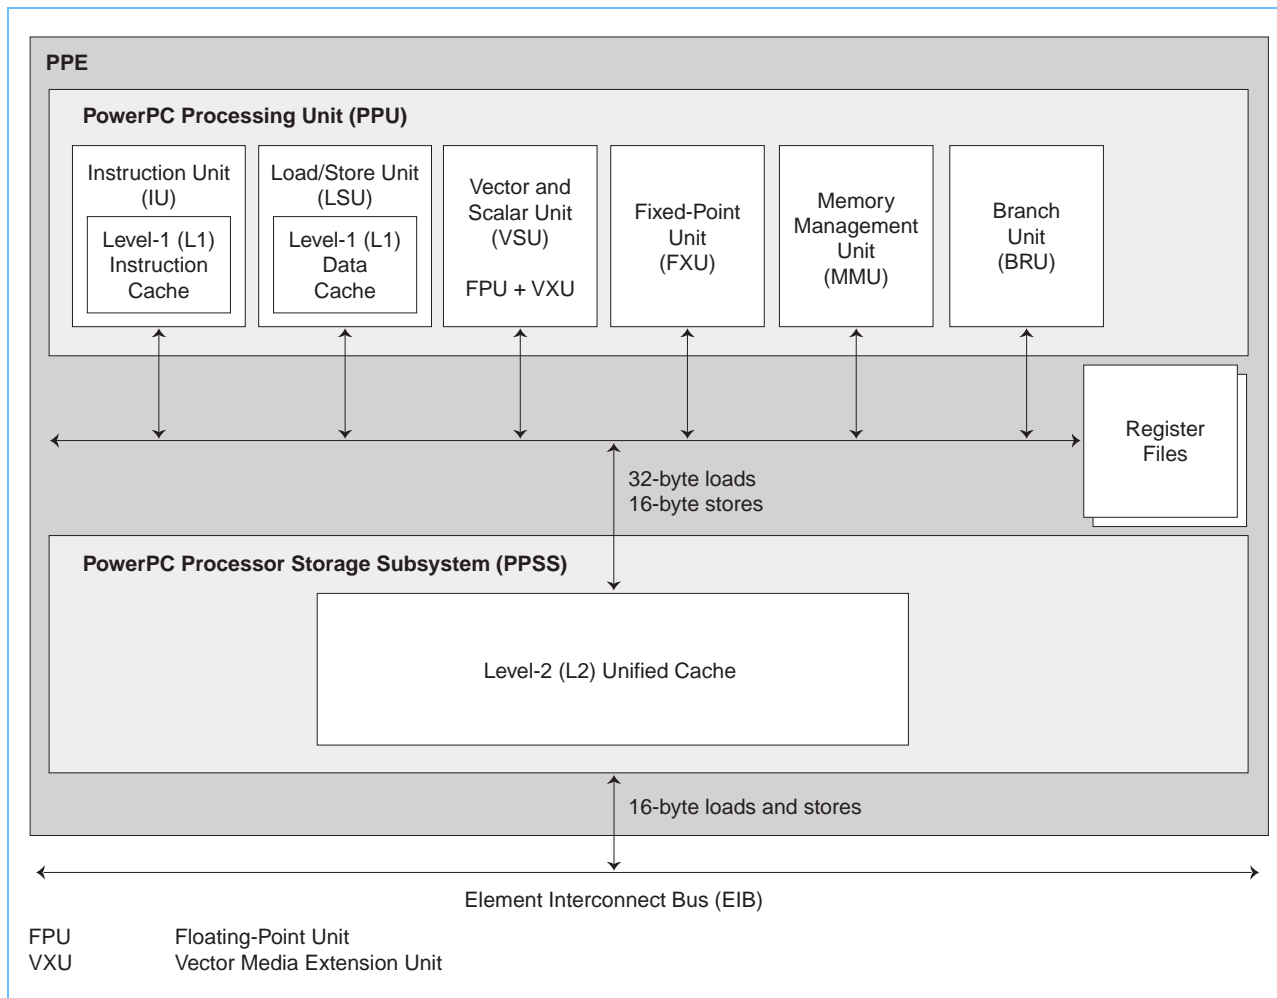 PPE
PowerPC Processing Unit (PPU)
Instruction Unit
(IU)
Level-1 (L1)
Instruction
Cache
Load/Store Unit
(LSU)
Level-1 (L1)
Data
Cache
Vector and
Scalar Unit
(VSU)
FPU + VXU
Fixed-Point
Unit
(FXU)
Memory
Management
Unit
(MMU)
Branch
Unit
(BRU)
Register
Files
32-byte loads
16-byte stores
PowerPC Processor Storage Subsystem (PPSS)
Level-2 (L2) Unified Cache
16-byte loads and stores
Element Interconnect Bus (EIB)
FPU Floating-Point Unit
VXU Vector Media Extension Unit